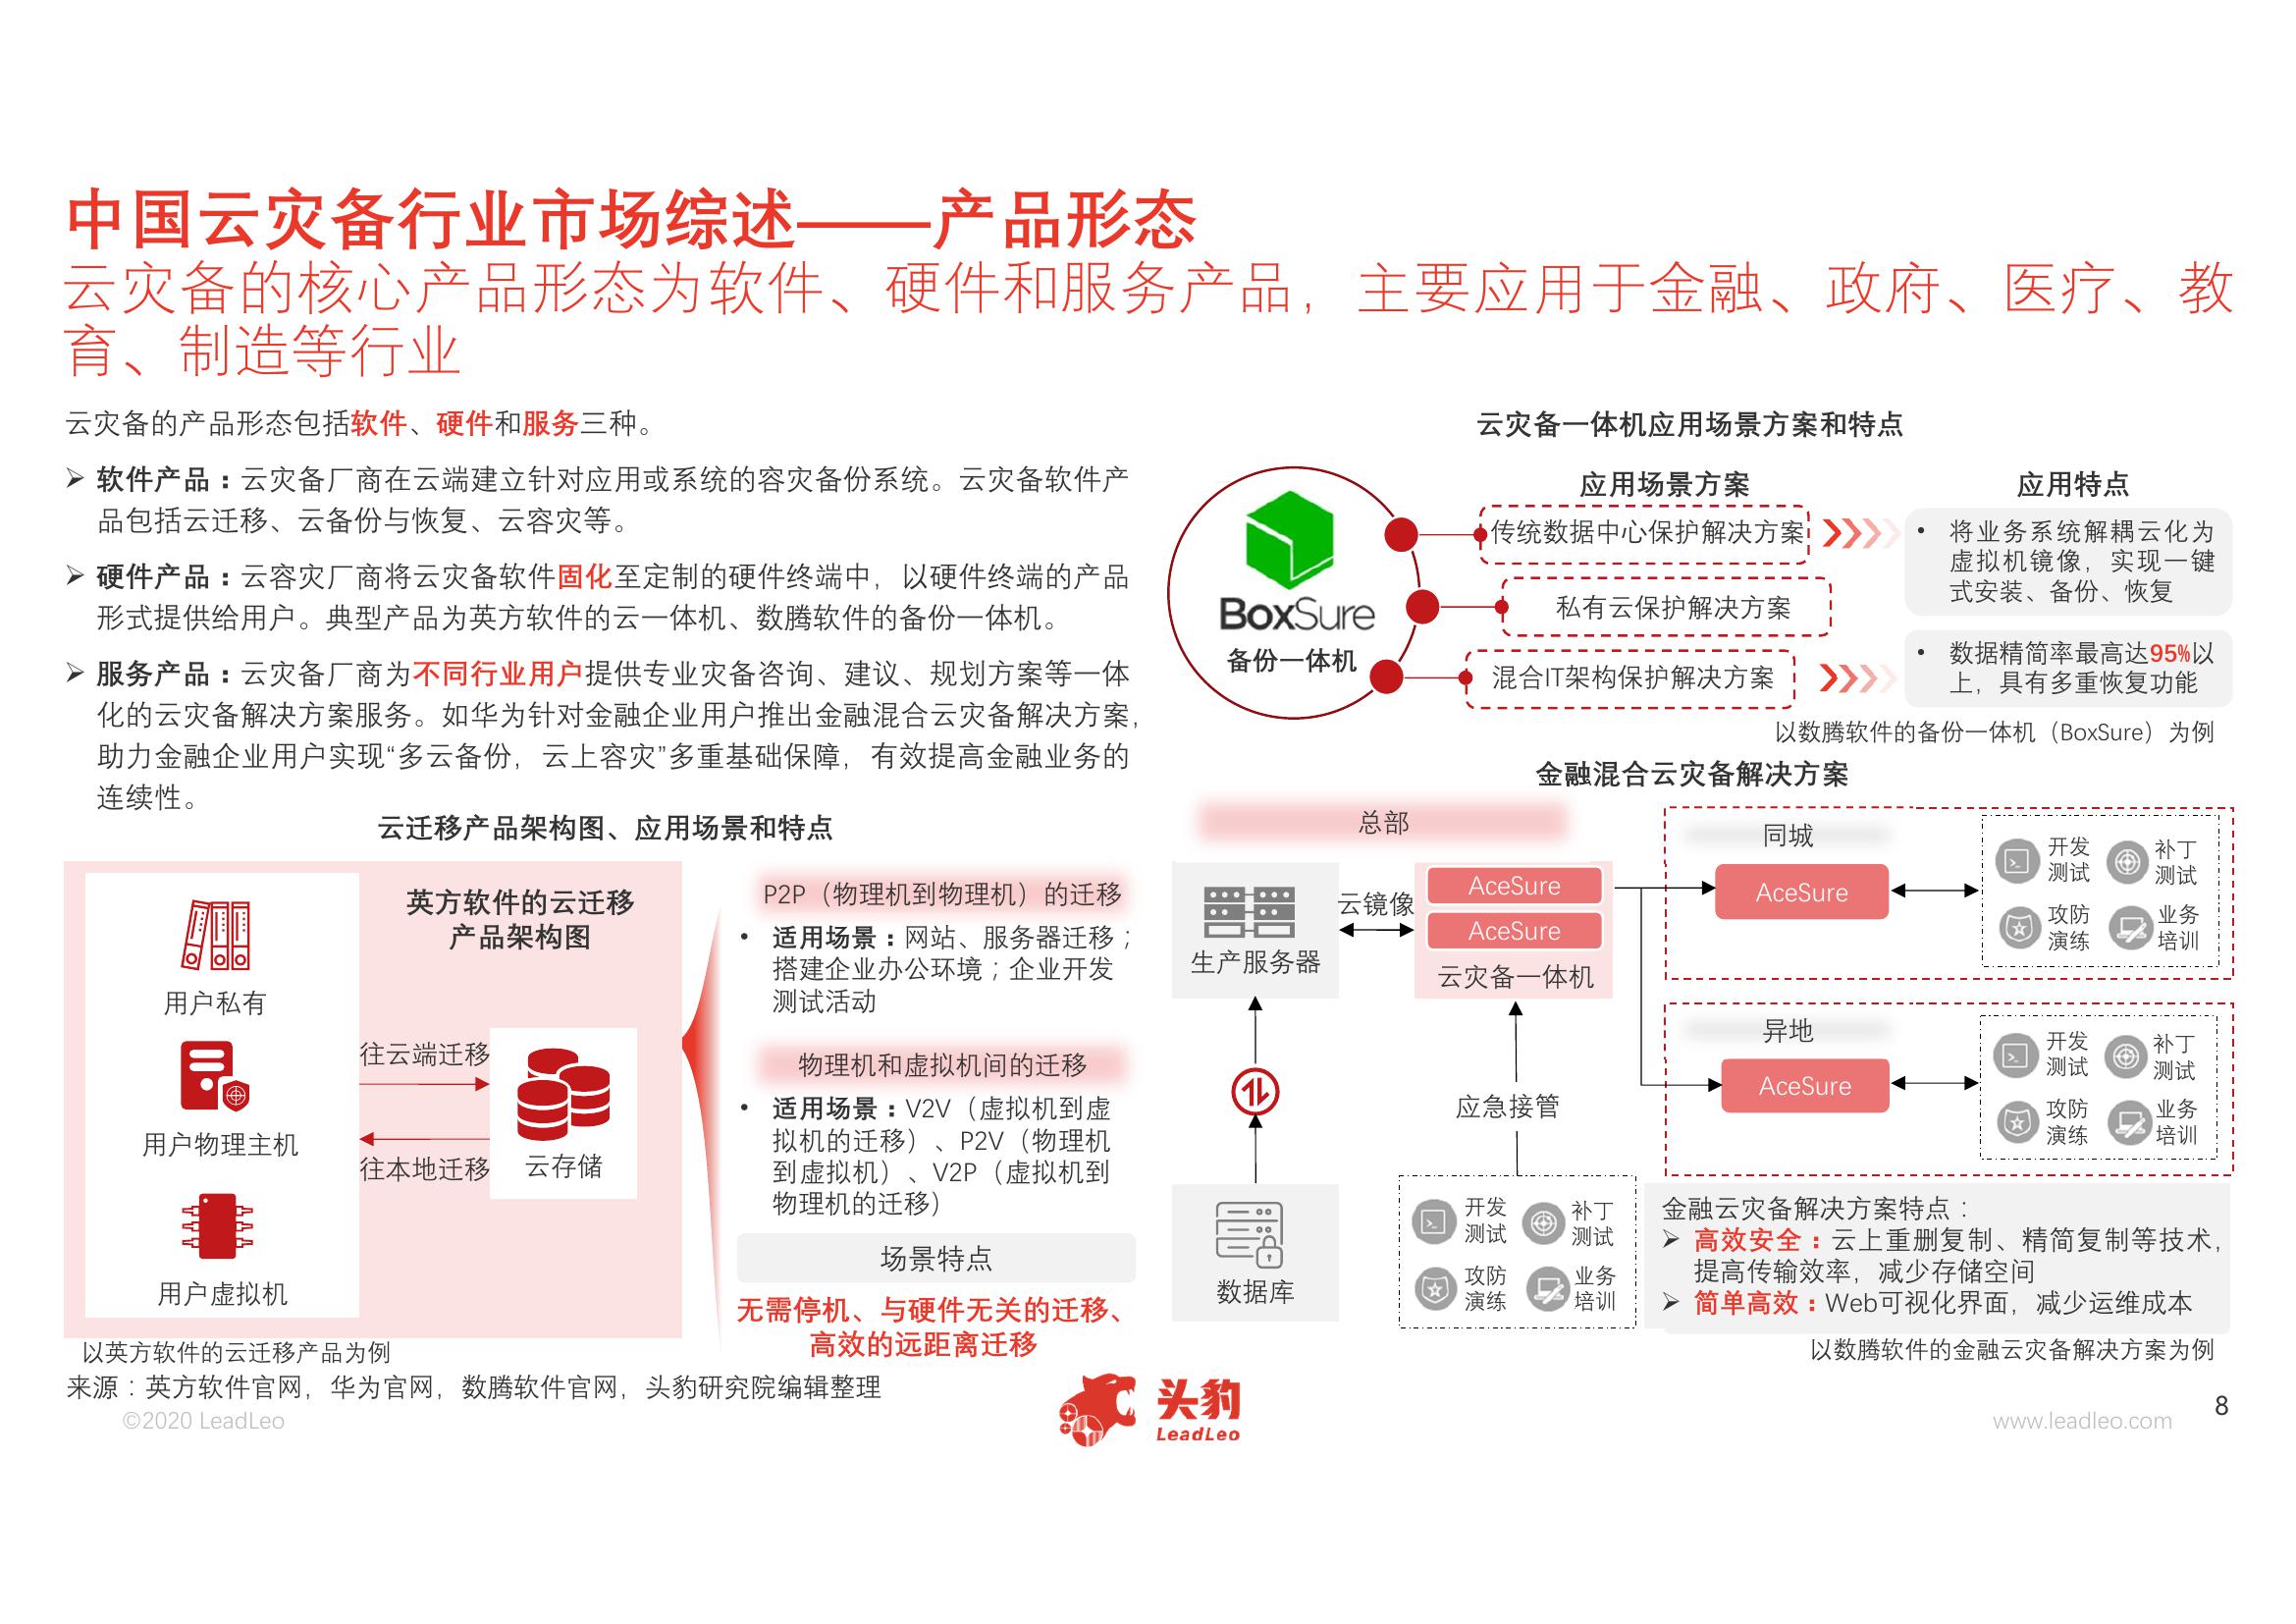 中国云灾备行业市场综述——产品形态
云灾备的核心产品形态为软件、硬件和服务产品，主要应用于金融、政府、医疗、教
育、制造等行业
云灾备的产品形态包括软件、硬件和服务三种。
➢ 软件产品：云灾备厂商在云端建立针对应用或系统的容灾备份系统。云灾备软件产
品包括云迁移、云备份与恢复、云容灾等。
➢ 硬件产品：云容灾厂商将云灾备软件固化至定制的硬件终端中，以硬件终端的产品
形式提供给用户。典型产品为英方软件的云一体机、数腾软件的备份一体机。
➢ 服务产品：云灾备厂商为不同行业用户提供专业灾备咨询、建议、规划方案等一体
化的云灾备解决方案服务。如华为针对金融企业用户推出金融混合云灾备解决方案，
助力金融企业用户实现“多云备份，云上容灾”多重基础保障，有效提高金融业务的
连续性。
云迁移产品架构图、应用场景和特点
英方软件的云迁移
产品架构图
用户私有
用户物理主机
用户虚拟机
往云端迁移
往本地迁移
云存储
以英方软件的云迁移产品为例
P2P（物理机到物理机）的迁移
• 适用场景：网站、服务器迁移；
搭建企业办公环境；企业开发
测试活动
物理机和虚拟机间的迁移
• 适用场景：V2V（虚拟机到虚
拟机的迁移）、P2V（物理机
到虚拟机）、V2P（虚拟机到
物理机的迁移）
场景特点
无需停机、与硬件无关的迁移、
高效的远距离迁移
云灾备一体机应用场景方案和特点
应用场景方案
应用特点
BoxSure
备份一体机
传统数据中心保护解决方案
私有云保护解决方案
混合IT架构保护解决方案
• 将业务系统解耦云化为
虚拟机镜像，实现一键
式安装、备份、恢复
• 数据精简率最高达95%以
上，具有多重恢复功能
以数腾软件的备份一体机（BoxSure）为例
金融混合云灾备解决方案
总部
生产服务器
云镜像
AceSure
AceSure
云灾备一体机
数据库
应急接管
开发
测试
补丁
测试
攻防
演练
业务
培训
同城
AceSure
开发
测试
补丁
测试
攻防
演练
业务
培训
异地
AceSure
开发
测试
补丁
测试
攻防
演练
业务
培训
金融云灾备解决方案特点：
➢ 高效安全：云上重删复制、精简复制等技术，
提高传输效率，减少存储空间
➢ 简单高效：Web可视化界面，减少运维成本
以数腾软件的金融云灾备解决方案为例
来源：英方软件官网，华为官网，数腾软件官网，头豹研究院编辑整理
©2020 LeadLeo
头豹
LeadLeo
www.leadleo.com
8